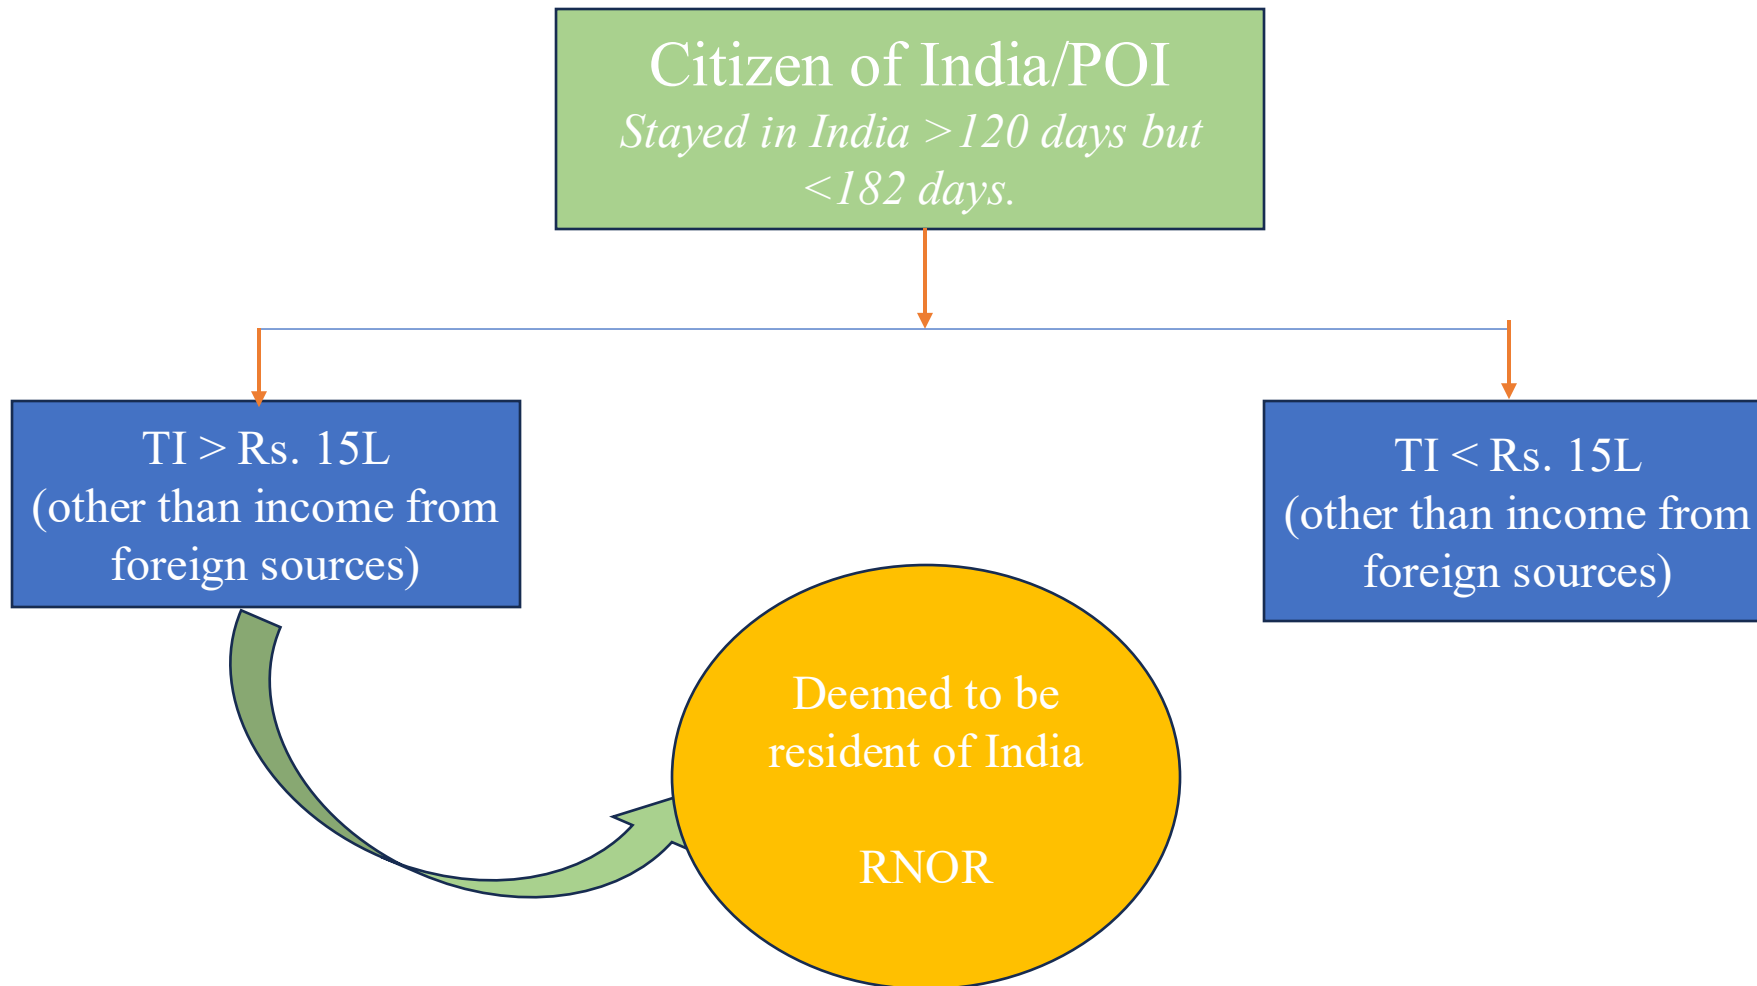 Citizen of India/POI
Stayed in India >120 days but
<182 days.
TI > Rs. 15L
(other than income from
foreign sources)
TI < Rs. 15L
(other than income from
foreign sources)
Deemed to be
resident of India
RNOR